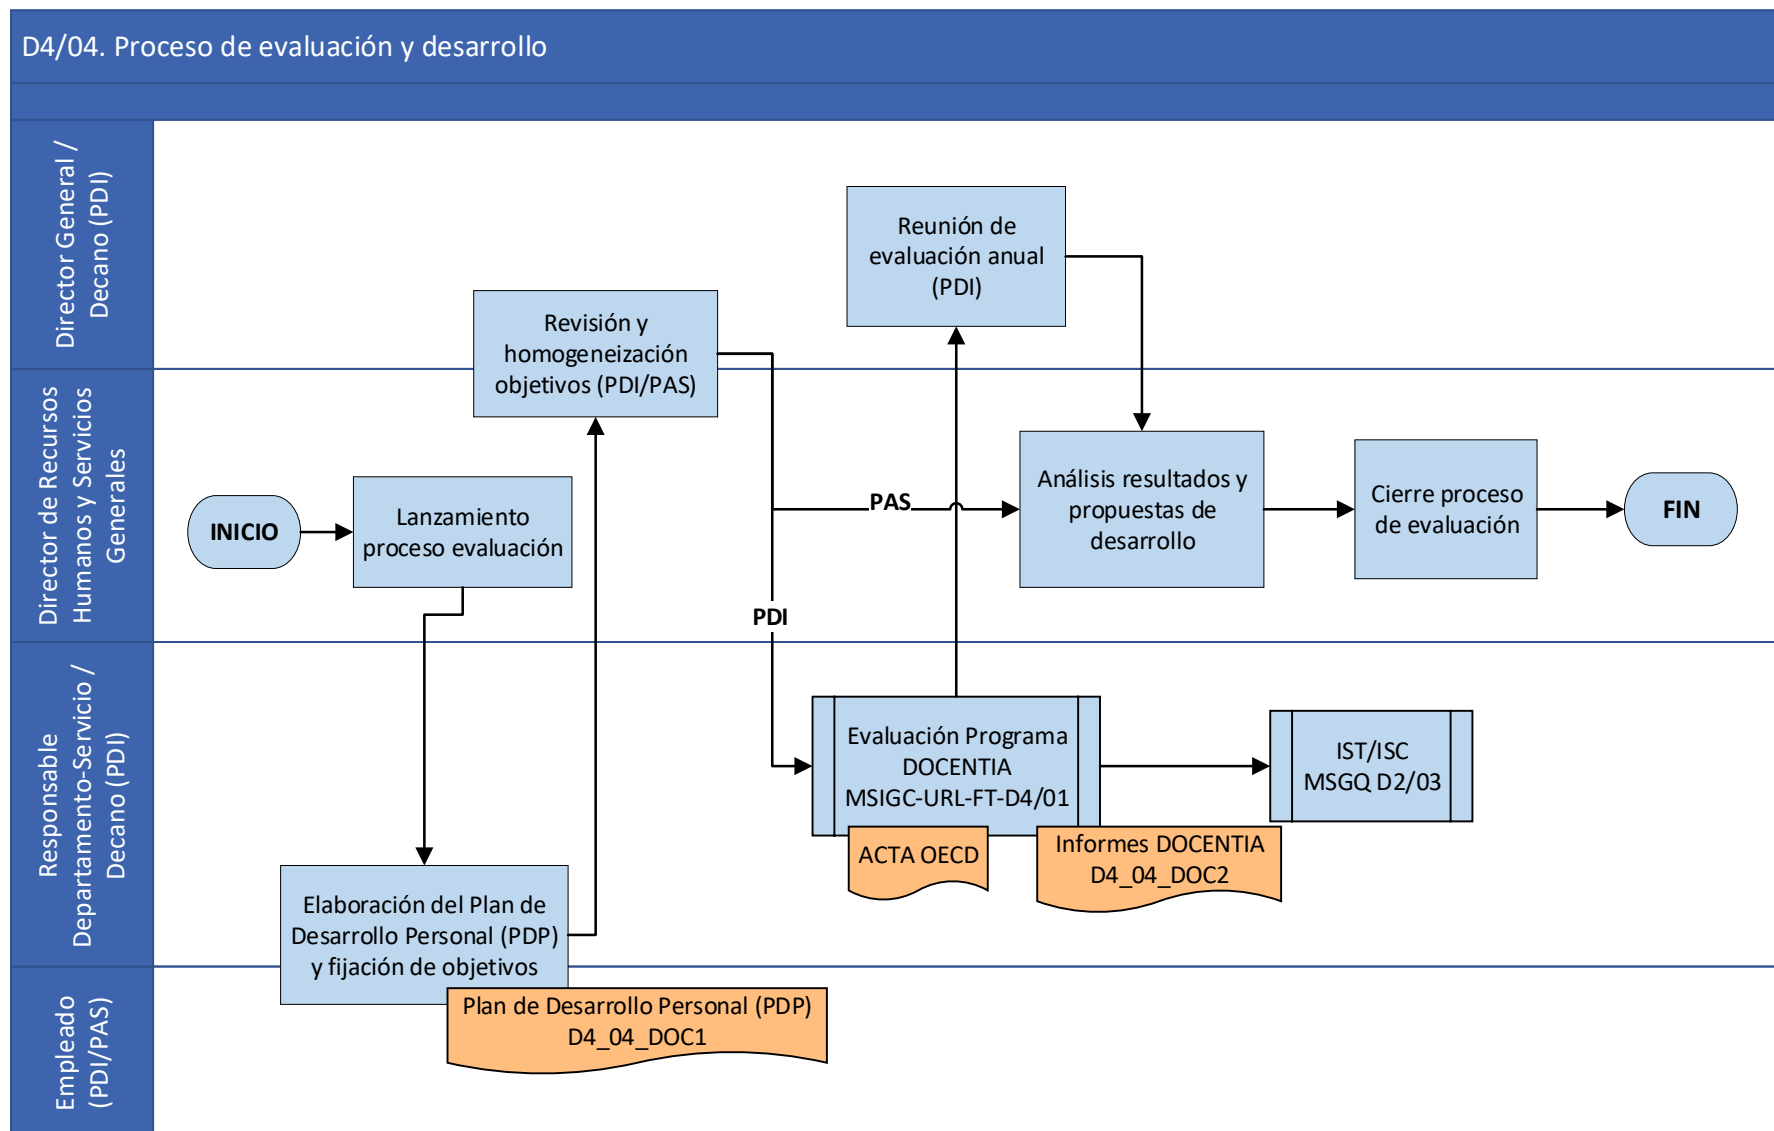 D4/04. Proceso de evaluación y desarrollo
Director General /
Decano (PDI)
Reunión de
evaluación anual
(PDI)
Revisión y
homogeneización
objetivos (PDI/PAS)
Director de Recursos
Humanos y Servicios
Generales
INICIO
Lanzamiento
proceso evaluación
PAS
PDI
Análisis resultados y
propuestas de
desarrollo
Cierre proceso
de evaluación
FIN
Responsable
Departamento-Servicio /
Decano (PDI)
Evaluación Programa
DOCENTIA
MSIGC-URL-FT-D4/01
IST/ISC
MSGQ D2/03
ACTA OECD
Informes DOCENTIA
D4_04_DOC2
Elaboración del Plan de
Desarrollo Personal (PDP)
y fijación de objetivos
Empleado
(PDI/PAS)
Plan de Desarrollo Personal (PDP)
D4_04_DOC1